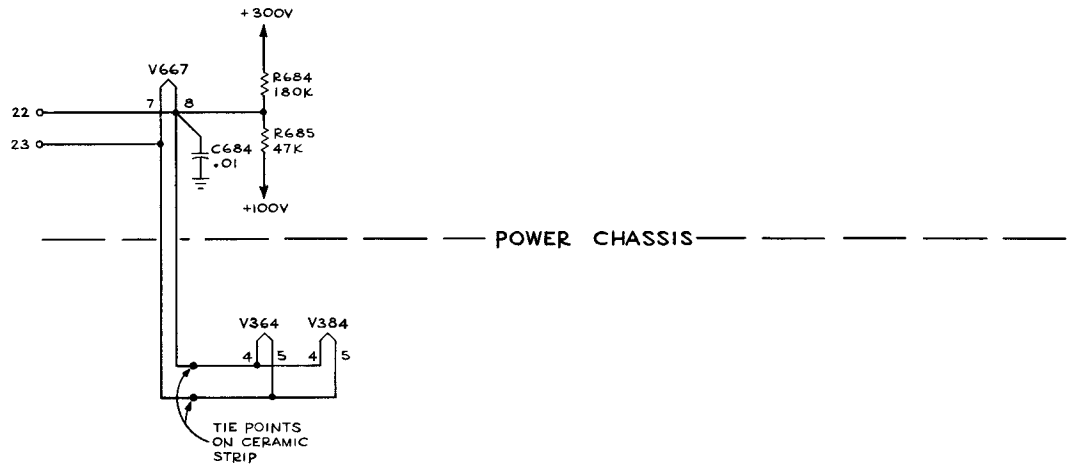 +300V
V667
R684
180K
22
7
8
23
R685
47K
C684
.01
+100V
POWER CHASSIS
V364
V384
4
5
4
5
TIE POINTS
ON CERAMIC
STRIP